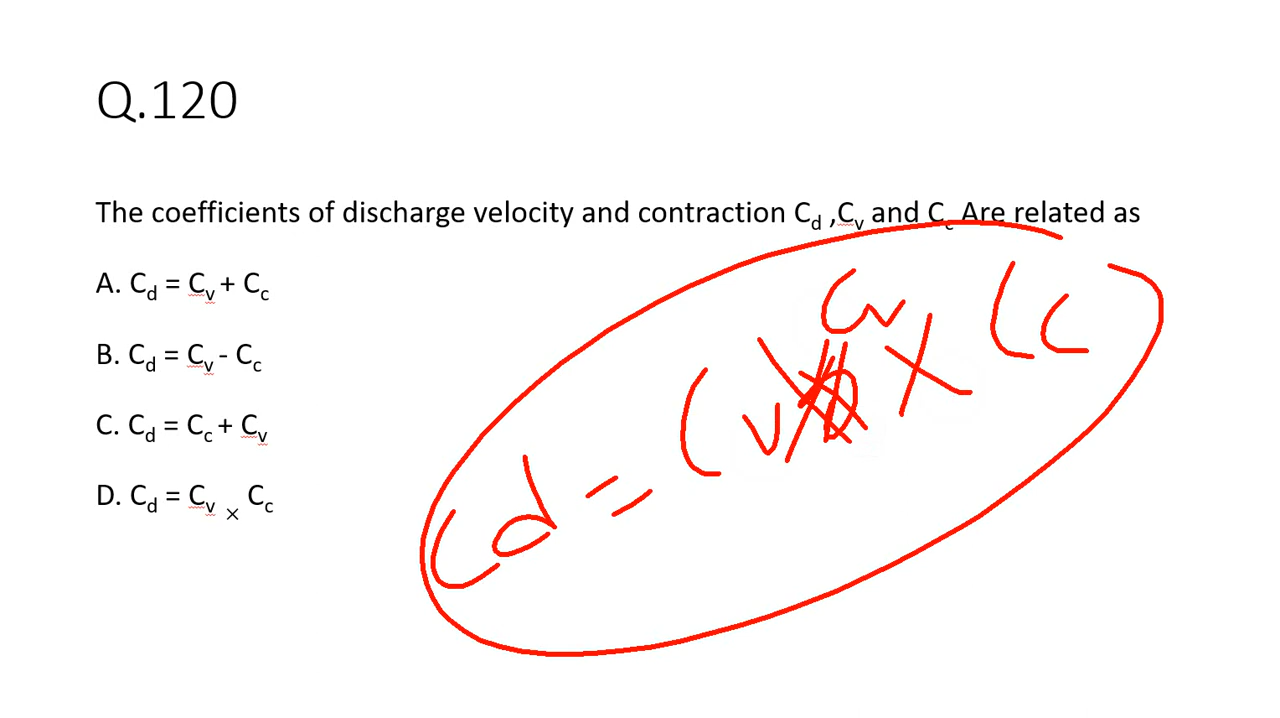 Q.120
The coefficients of discharge velocity and contraction Cd ,Cv and Cc Are related as
A. Cd = Cv + Cc
B. Cd = Cv - Cc
C. Cd = Cc + Cv
D. Cd = Cv × Cc
Cv
Cd = Cv × Cc